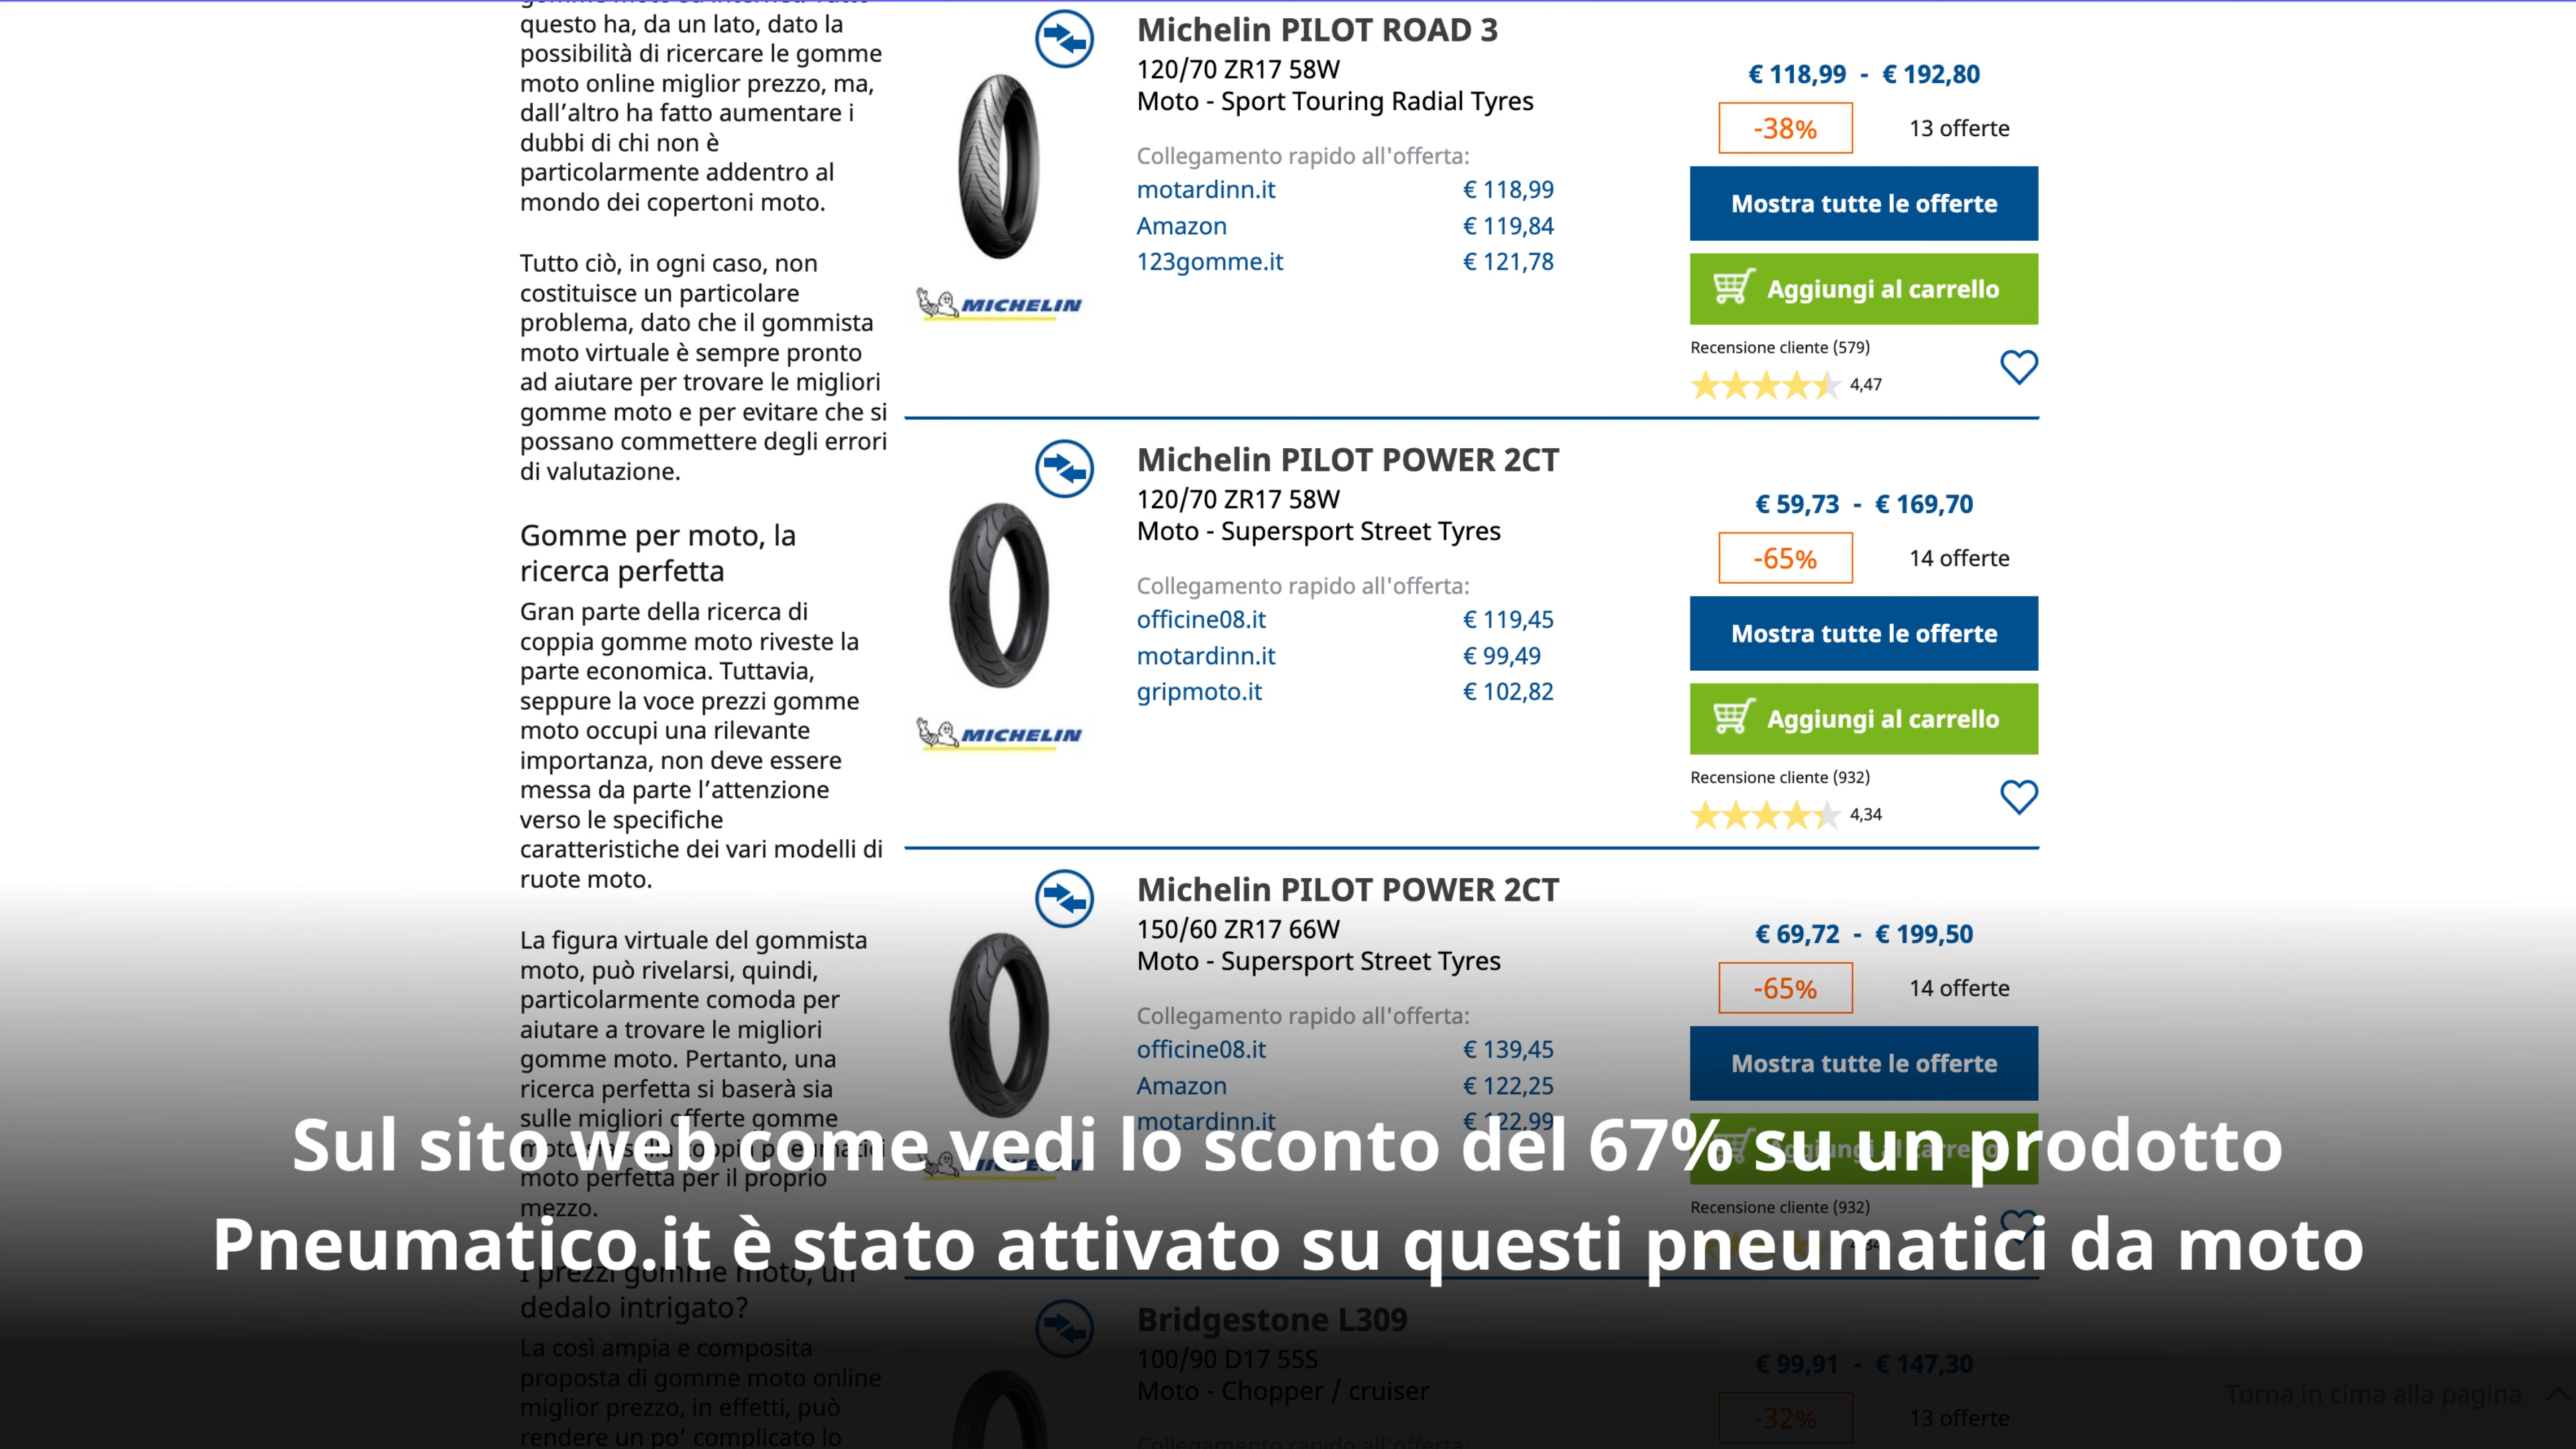 questo ha, da un lato, dato la
possibilità di ricercare le gomme
moto online miglior prezzo, ma,
dall’altro ha fatto aumentare i
dubbi di chi non è
particolarmente addentro al
mondo dei copertoni moto.
Tutto ciò, in ogni caso, non
costituisce un particolare
problema, dato che il gommista
moto virtuale è sempre pronto
ad aiutare per trovare le migliori
gomme moto e per evitare che si
possano commettere degli errori
di valutazione.
Gomme per moto, la
ricerca perfetta
Gran parte della ricerca di
coppia gomme moto riveste la
parte economica. Tuttavia,
seppure la voce prezzi gomme
moto occupi una rilevante
importanza, non deve essere
messa da parte l’attenzione
verso le specifiche
caratteristiche dei vari modelli di
ruote moto.
La figura virtuale del gommista
moto, può rivelarsi, quindi,
particolarmente comoda per
aiutare a trovare le migliori
gomme moto. Pertanto, una
ricerca perfetta si baserà sia
sulle migliori offerte gomme
moto perfetta per il proprio
mezzo.
I prezzi gomme moto, un
dedalo intrigato?
La così ampia e composita
proposta di gomme moto online
miglior prezzo, in effetti, può
rendere un po’ complicato lo
Michelin PILOT ROAD 3
120/70 ZR17 58W
Moto - Sport Touring Radial Tyres
Collegamento rapido all'offerta:
motardinn.it € 118,99
Amazon € 119,84
123gomme.it € 121,78
MICHELIN
€ 118,99 - € 192,80
-38% 13 offerte
Mostra tutte le offerte
Aggiungi al carrello
Recensione cliente (579)
4,47
Michelin PILOT POWER 2CT
120/70 ZR17 58W
Moto - Supersport Street Tyres
Collegamento rapido all'offerta:
officine08.it € 119,45
motardinn.it € 99,49
gripmoto.it € 102,82
MICHELIN
€ 59,73 - € 169,70
-65% 14 offerte
Mostra tutte le offerte
Aggiungi al carrello
Recensione cliente (932)
4,34
Michelin PILOT POWER 2CT
150/60 ZR17 66W
Moto - Supersport Street Tyres
Collegamento rapido all'offerta:
officine08.it € 139,45
Amazon € 122,25
motardinn.it € 122,99
€ 69,72 - € 199,50
-65% 14 offerte
Mostra tutte le offerte
Recensione cliente (932)
Bridgestone L309
100/90 D17 55S
Moto - Chopper / cruiser
Collegamento rapido all'offerta:
€ 99,91 - € 147,30
-32% 13 offerte
Torna in cima alla pagina
Sul sito web come vedi lo sconto del 67% su un prodotto
Pneumatico.it è stato attivato su questi pneumatici da moto